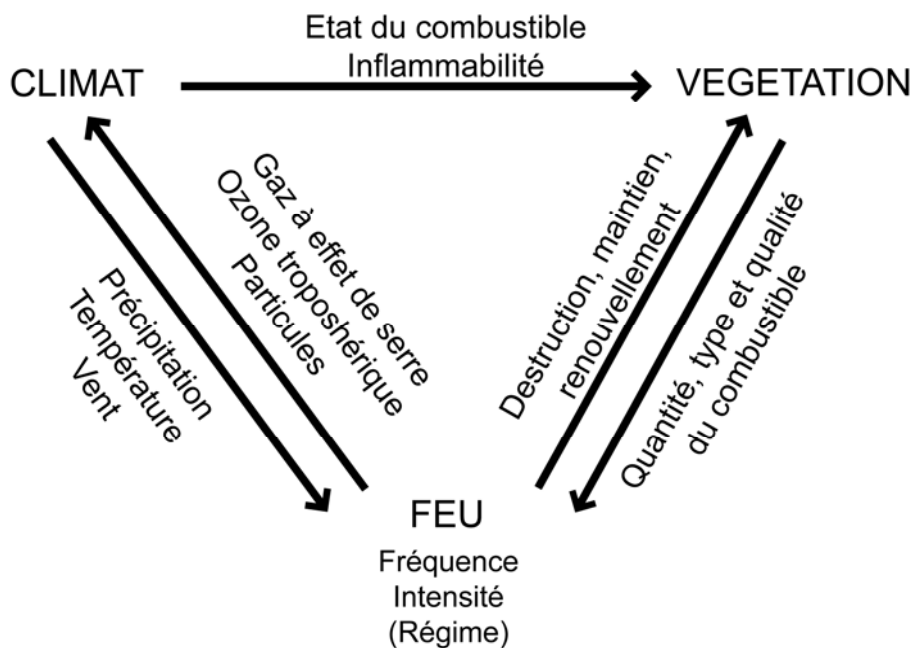 Etat du combustible
Inflammabilité
CLIMAT
VEGETATION
Précipitation
Température
Vent
Gaz à effet de serre
Ozone troposhérique
Particules
Destruction, maintien,
renouvellement
Quantité, type et qualité
du combustible
FEU
Fréquence
Intensité
(Régime)